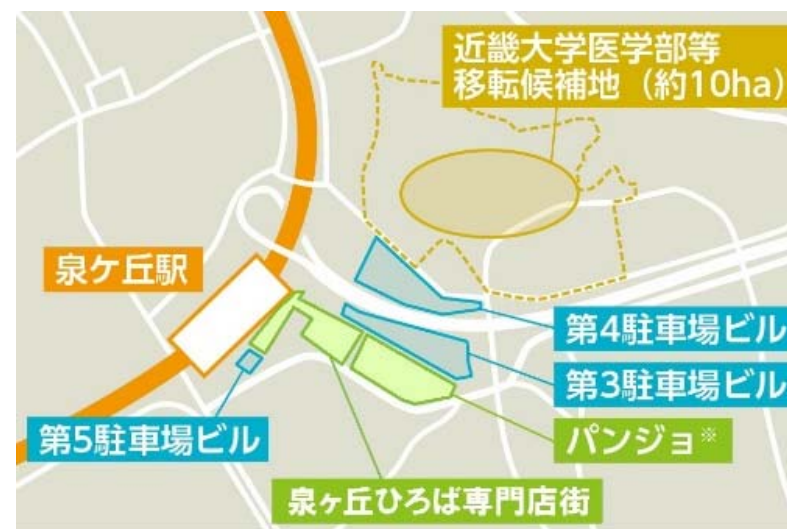 近畿大学医学部等
移転候補地（約10ha）
泉ケ丘駅
第4駐車場ビル
第3駐車場ビル
第5駐車場ビル
パンジョ※
泉ヶ丘ひろば専門店街